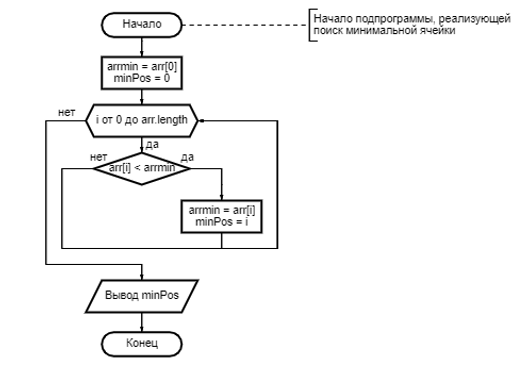 Начало
Начало подпрограммы, реализующей
поиск минимальной ячейки
arrmin = arr[0]
minPos = 0
нет
i от 0 до arr.length
да
нет
arr[i] < arrmin
да
arrmin = arr[i]
minPos = i
Вывод minPos
Конец